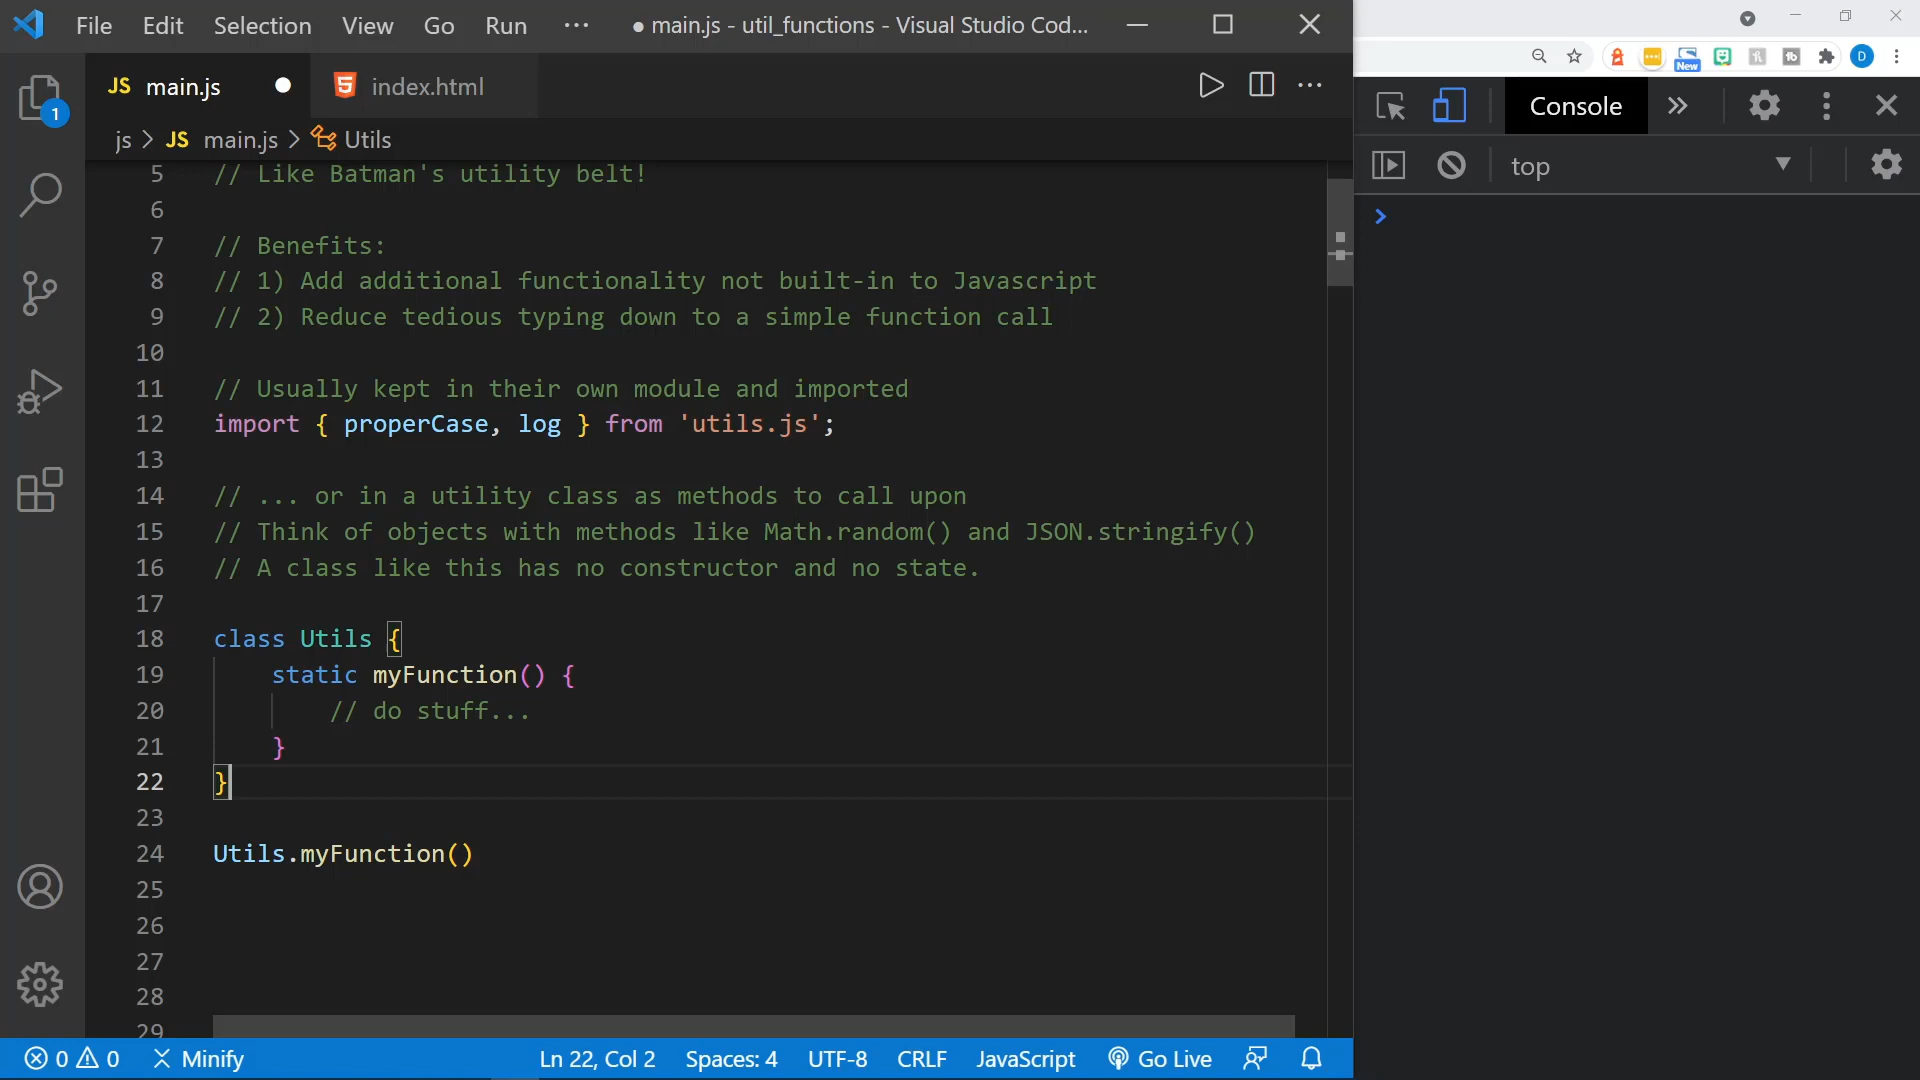 File Edit Selection View Go Run ··· ● main.js - util_functions - Visual Studio Cod...
JS main.js ● index.html
js > JS main.js > Utils
5 // Like Batman's utility belt!
6
7 // Benefits:
8 // 1) Add additional functionality not built-in to Javascript
9 // 2) Reduce tedious typing down to a simple function call
10
11 // Usually kept in their own module and imported
12 import { properCase, log } from 'utils.js';
13
14 // ... or in a utility class as methods to call upon
15 // Think of objects with methods like Math.random() and JSON.stringify()
16 // A class like this has no constructor and no state.
17
18 class Utils {
19 static myFunction() {
20 // do stuff...
21 }
22 }
23
24 Utils.myFunction()
25
26
27
28
29
1
0 0 Minify Ln 22, Col 2 Spaces: 4 UTF-8 CRLF JavaScript Go Live
New
D
Console
top